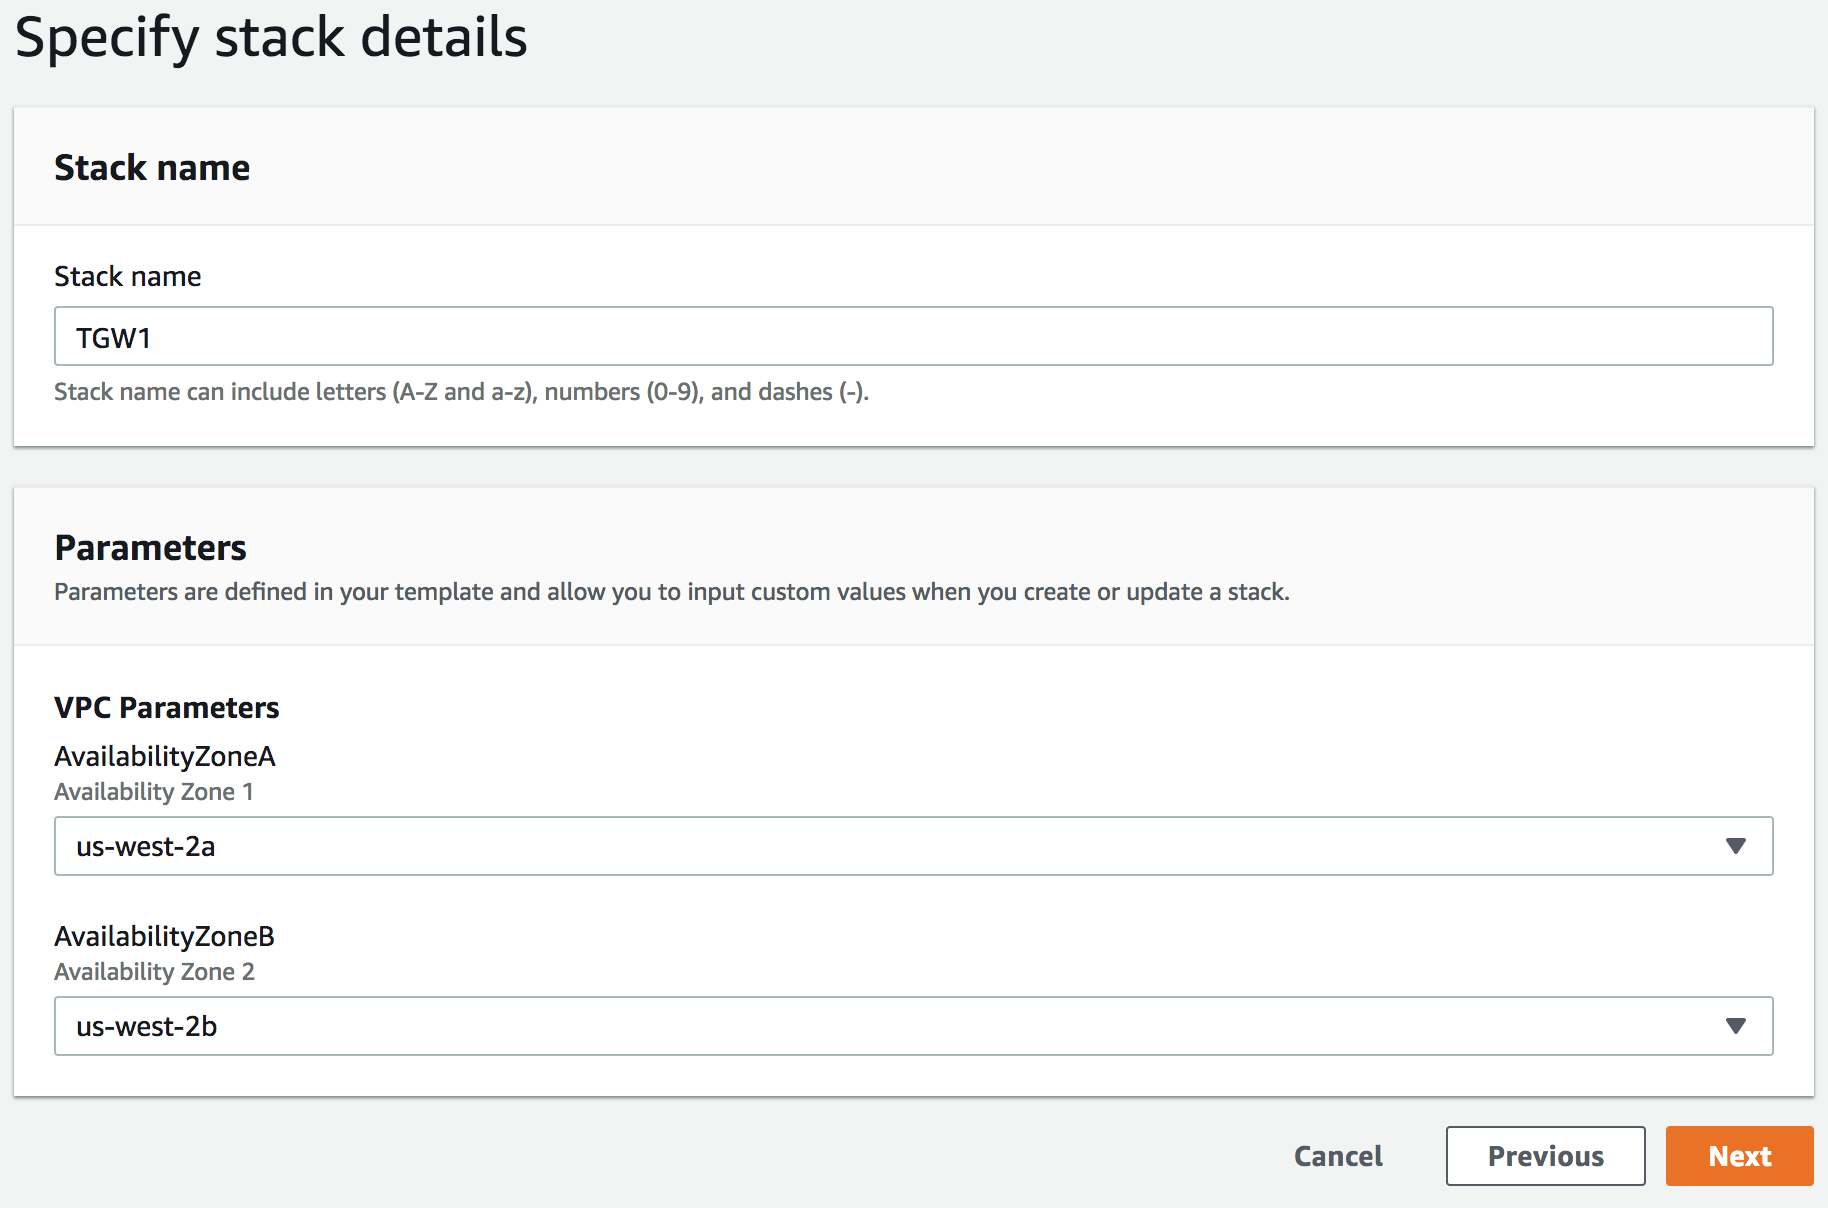 Specify stack details
Stack name
Stack name
TGW1
Stack name can include letters (A-Z and a-z), numbers (0-9), and dashes (-).
Parameters
Parameters are defined in your template and allow you to input custom values when you create or update a stack.
VPC Parameters
AvailabilityZoneA
Availability Zone 1
us-west-2a
AvailabilityZoneB
Availability Zone 2
us-west-2b
Cancel Previous Next